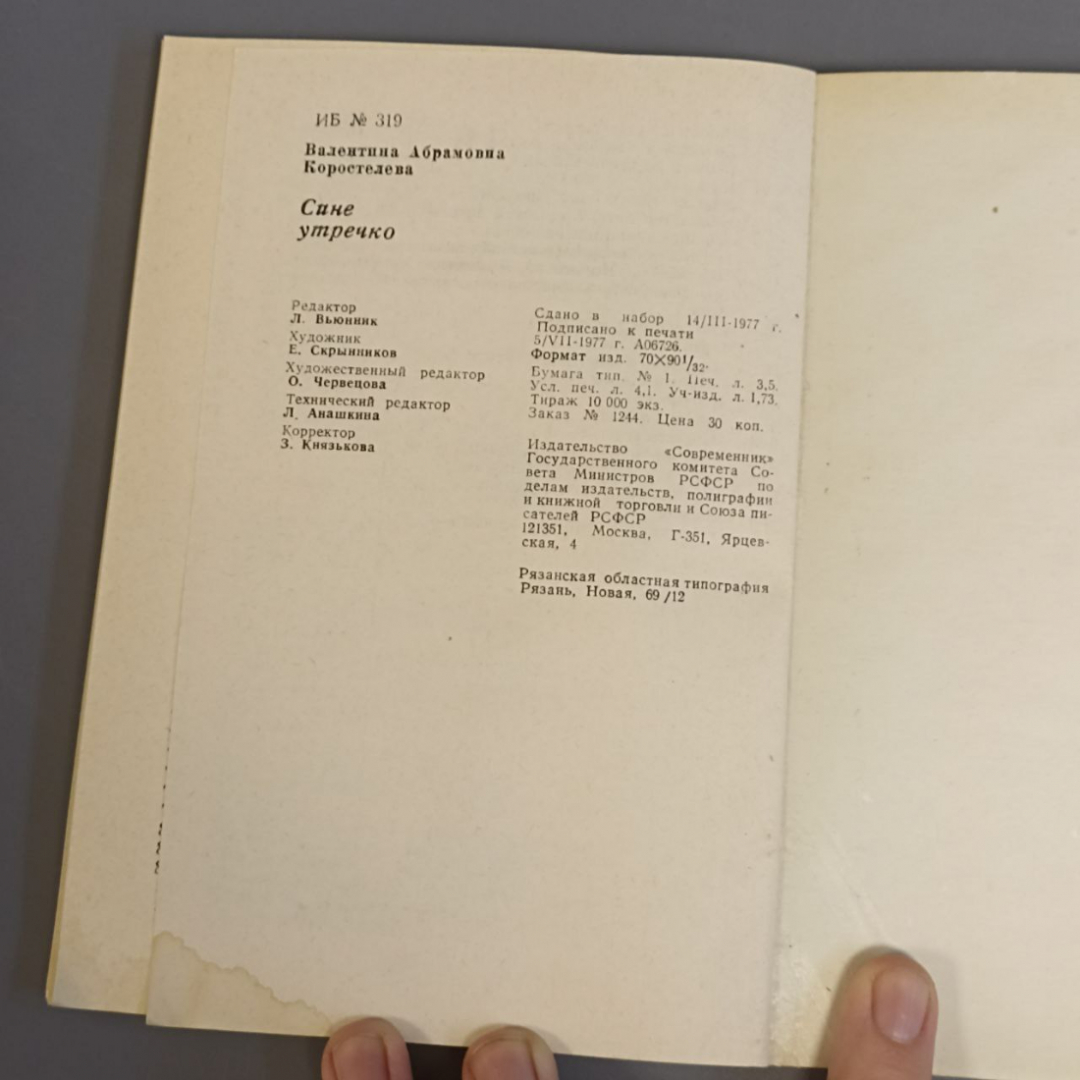 ИБ № 319
Валентина Абрамовна
Коростелева
Сине
утречко
Редактор
Л. Вьюнник
Художник
Е. Скрынников
Художественный редактор
О. Червецова
Технический редактор
Л. Анашкина
Корректор
З. Князькова
Сдано в набор 14/III-1977 г.
Подписано к печати
5/VII-1977 г. А06726.
Формат изд. 70×90 1/32.
Бумага тип. № 1. Печ. л. 3,5.
Усл. печ. л. 4,1. Уч-изд. л. 1,73.
Тираж 10 000 экз.
Заказ № 1244. Цена 30 коп.
Издательство «Современник»
Государственного комитета Со-
вета Министров РСФСР по
делам издательств, полиграфии
и книжной торговли и Союза пи-
сателей РСФСР
121351, Москва, Г-351, Ярцев-
ская, 4
Рязанская областная типография
Рязань, Новая, 69/12